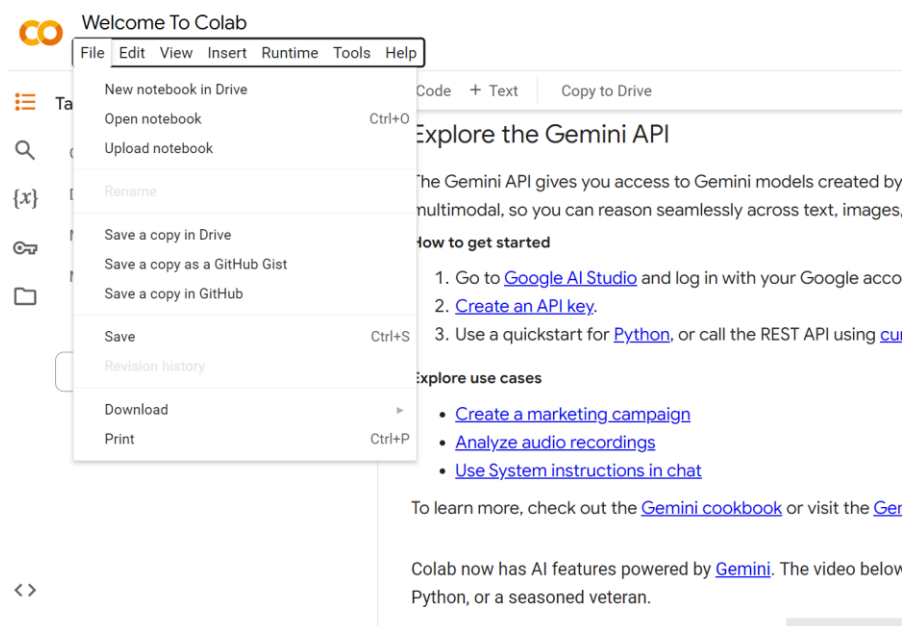 Welcome To Colab
File Edit View Insert Runtime Tools Help
New notebook in Drive
Open notebook Ctrl+O
Upload notebook
Rename
Save a copy in Drive
Save a copy as a GitHub Gist
Save a copy in GitHub
Save Ctrl+S
Revision history
Download
Print Ctrl+P
Ta
{x}
Code + Text Copy to Drive
Explore the Gemini API
The Gemini API gives you access to Gemini models created by
multimodal, so you can reason seamlessly across text, images,
How to get started
1. Go to Google AI Studio and log in with your Google acco
2. Create an API key.
3. Use a quickstart for Python, or call the REST API using cur
Explore use cases
• Create a marketing campaign
• Analyze audio recordings
• Use System instructions in chat
To learn more, check out the Gemini cookbook or visit the Gem
Colab now has AI features powered by Gemini. The video below
Python, or a seasoned veteran.